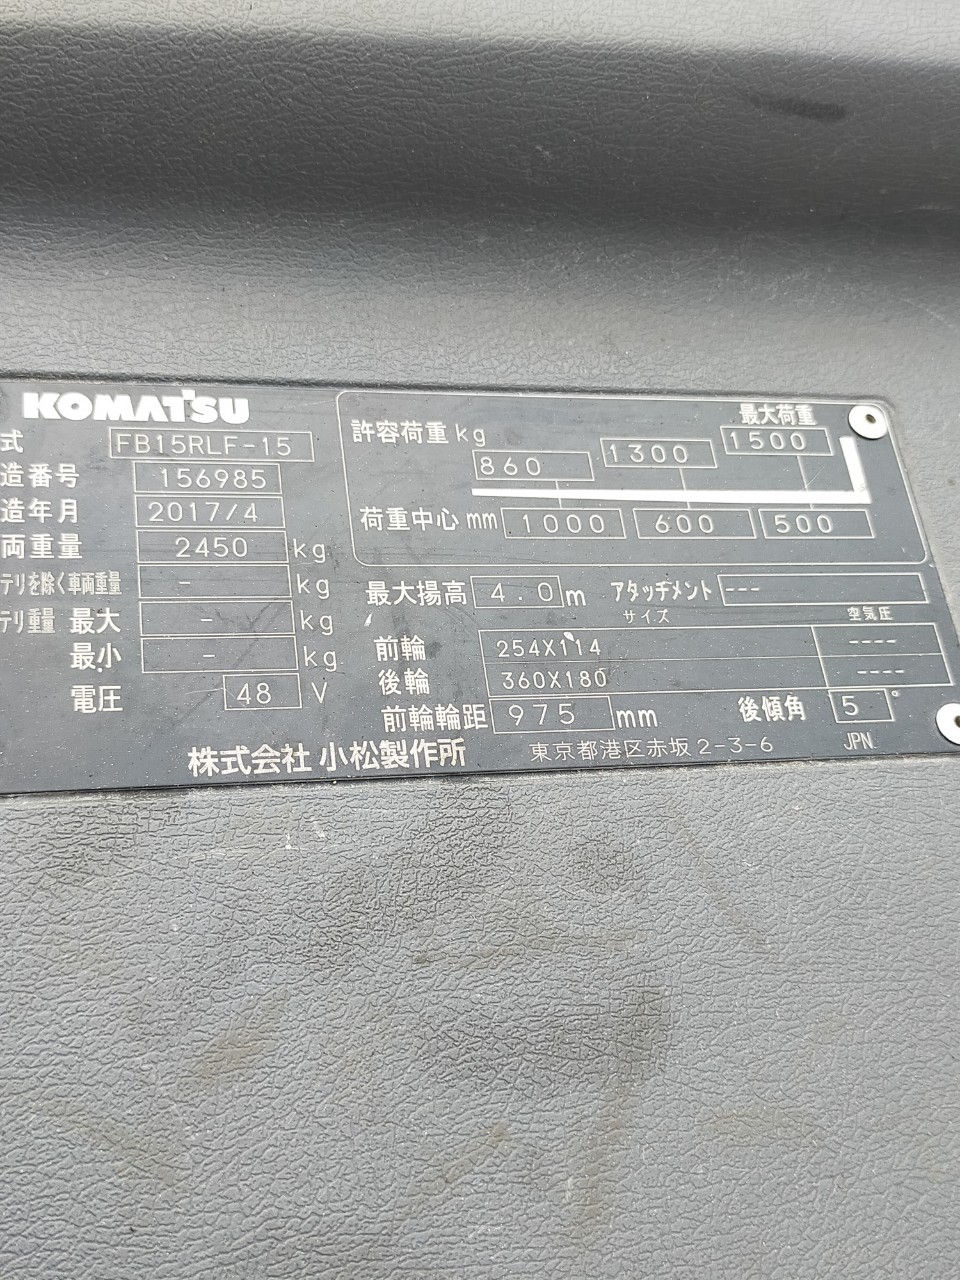 KOMATSU
式 FB15RLF-15
造番号 156985
造年月 2017/4
両重量 2450 kg
テリを除く車両重量 - kg
テリ重量 最大 - kg
最小 - kg
電圧 48 V
最大荷重
許容荷重 kg 860 1300 1500
荷重中心 mm 1000 600 500
最大揚高 4.0 m アタッチメント ---
サイズ 空気圧
前輪 254X114 ----
後輪 360X180 ----
前輪輪距 975 mm 後傾角 5°
株式会社 小松製作所 東京都港区赤坂2-3-6 JPN